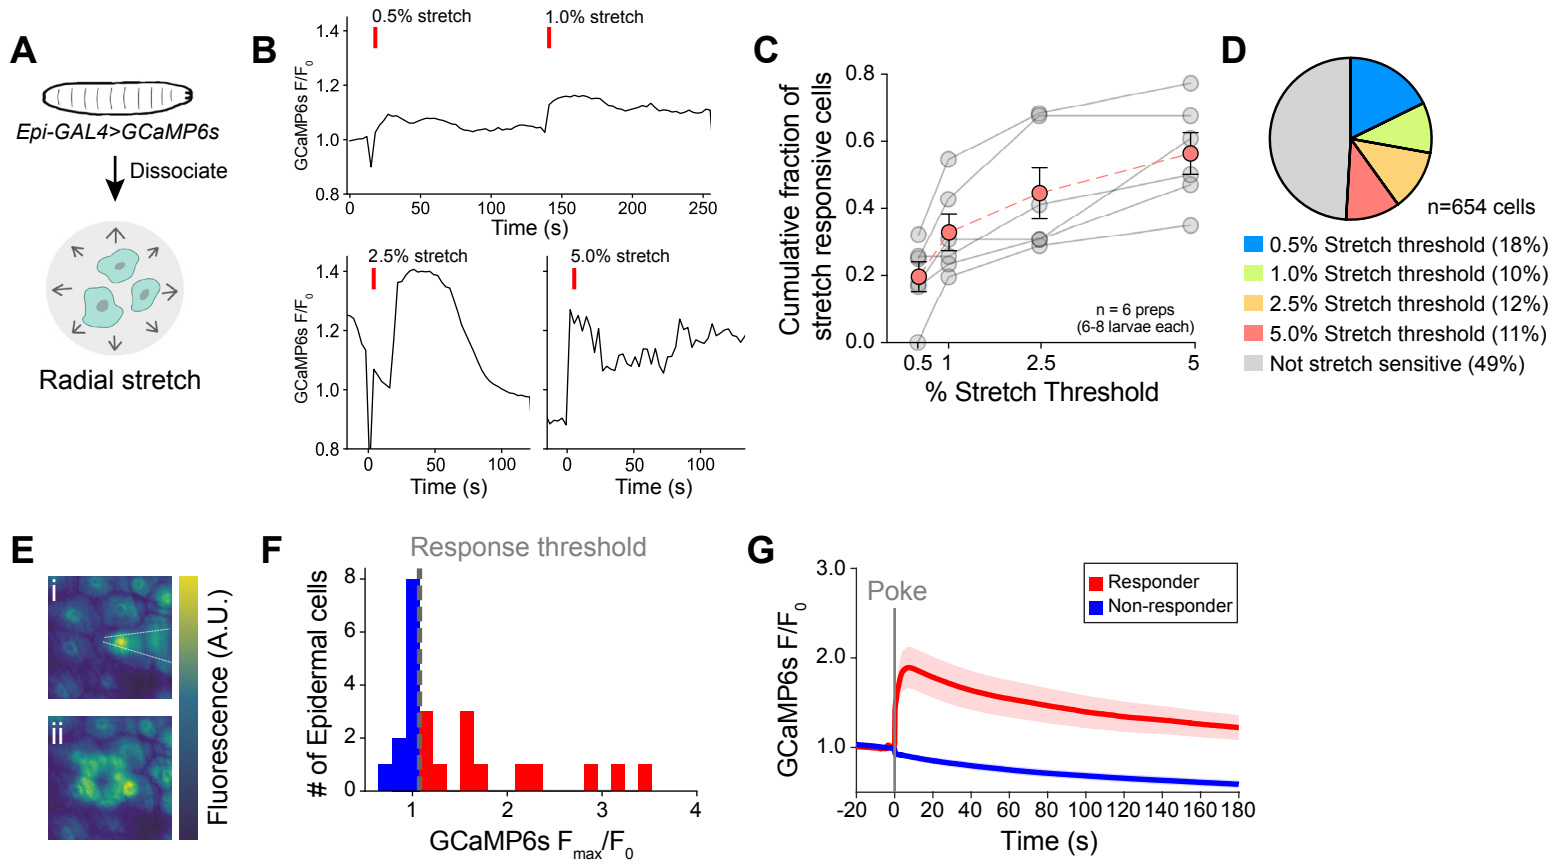 A
Epi-GAL4>GCaMP6s
Dissociate
Radial stretch
B
0.5% stretch
1.0% stretch
GCaMP6s F/F0
1.4
1.2
1.0
0.8
0 50 100 150 200 250
Time (s)
2.5% stretch
5.0% stretch
GCaMP6s F/F0
1.4
1.2
1.0
0.8
0 50 100
0 100
Time (s)
Time (s)
C
Cumulative fraction of
stretch responsive cells
0.8
0.6
0.4
0.2
0.0
n = 6 preps
(6-8 larvae each)
0.5 1 2.5 5
% Stretch Threshold
D
n=654 cells
0.5% Stretch threshold (18%)
1.0% Stretch threshold (10%)
2.5% Stretch threshold (12%)
5.0% Stretch threshold (11%)
Not stretch sensitive (49%)
E
i
ii
Fluorescence (A.U.)
F
Response threshold
# of Epidermal cells
8
6
4
2
0
1 2 3 4
GCaMP6s Fmax/F0
G
Poke
Responder
Non-responder
GCaMP6s F/F0
3.0
2.0
1.0
-20 0 20 40 60 80 100 120 140 160 180
Time (s)